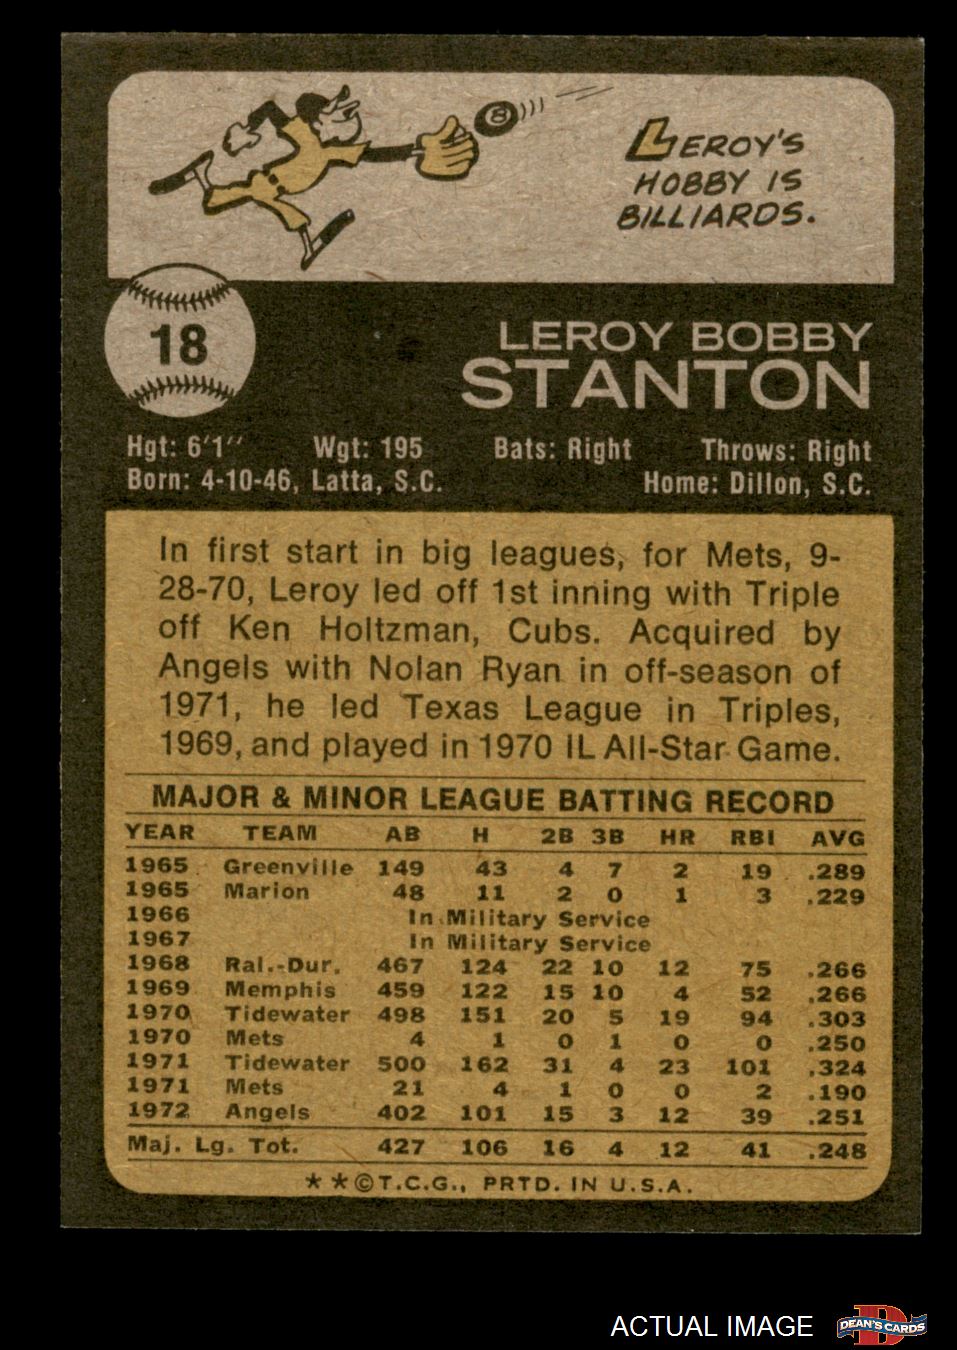 8
LEROY'S
HOBBY IS
BILLIARDS.
18
LEROY BOBBY
STANTON
Hgt: 6'1" Wgt: 195 Bats: Right Throws: Right
Born: 4-10-46, Latta, S.C. Home: Dillon, S.C.
In first start in big leagues, for Mets, 9-
28-70, Leroy led off 1st inning with Triple
off Ken Holtzman, Cubs. Acquired by
Angels with Nolan Ryan in off-season of
1971, he led Texas League in Triples,
1969, and played in 1970 IL All-Star Game.
MAJOR & MINOR LEAGUE BATTING RECORD
YEAR TEAM AB H 2B 3B HR RBI AVG
1965 Greenville 149 43 4 7 2 19 .289
1965 Marion 48 11 2 0 1 3 .229
1966 In Military Service
1967 In Military Service
1968 Ral.-Dur. 467 124 22 10 12 75 .266
1969 Memphis 459 122 15 10 4 52 .266
1970 Tidewater 498 151 20 5 19 94 .303
1970 Mets 4 1 0 1 0 0 .250
1971 Tidewater 500 162 31 4 23 101 .324
1971 Mets 21 4 1 0 0 2 .190
1972 Angels 402 101 15 3 12 39 .251
Maj. Lg. Tot. 427 106 16 4 12 41 .248
★★©T.C.G., PRTD. IN U.S.A.
ACTUAL IMAGE
D
DEAN'S CARDS